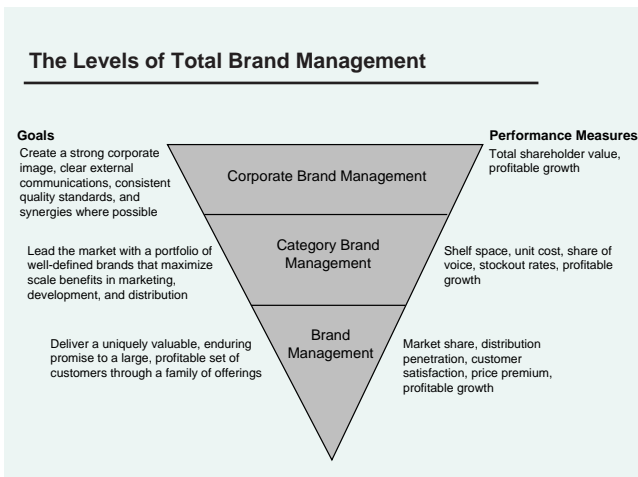 The Levels of Total Brand Management
Goals
Performance Measures
Create a strong corporate
image, clear external
communications, consistent
quality standards, and
synergies where possible
Corporate Brand Management
Total shareholder value,
profitable growth
Lead the market with a portfolio of
well-defined brands that maximize
scale benefits in marketing,
development, and distribution
Category Brand
Management
Shelf space, unit cost, share of
voice, stockout rates, profitable
growth
Deliver a uniquely valuable, enduring
promise to a large, profitable set of
customers through a family of offerings
Brand
Management
Market share, distribution
penetration, customer
satisfaction, price premium,
profitable growth